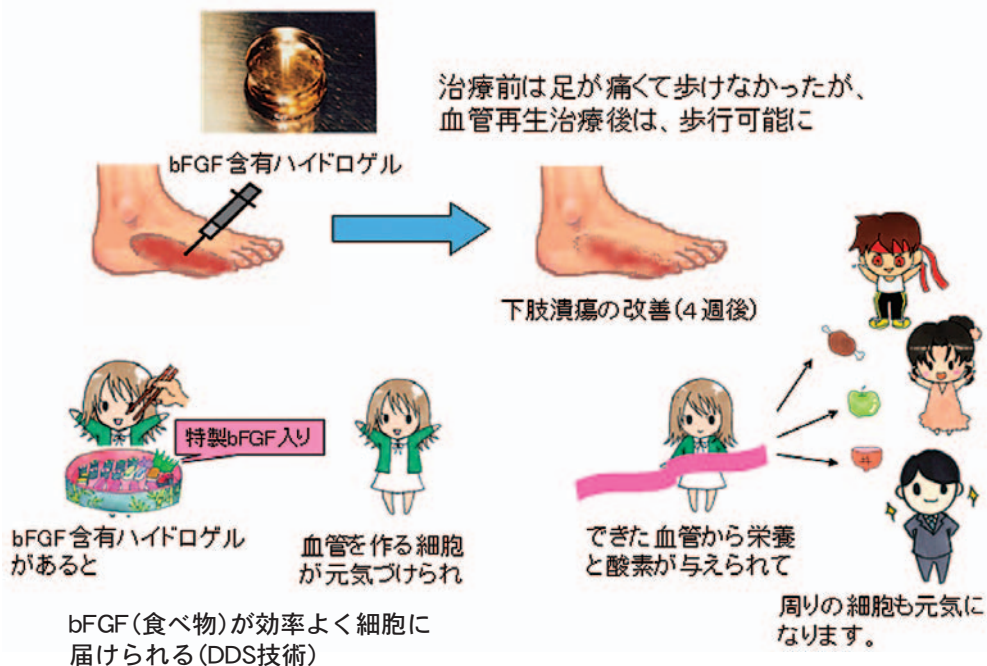 治療前は足が痛くて歩けなかったが、
血管再生治療後は、歩行可能に
bFGF含有ハイドロゲル
下肢潰瘍の改善(4週後)
特製bFGF入り
bFGF含有ハイドロゲル
があると
血管を作る細胞
が元気づけられ
できた血管から栄養
と酸素が与えられて
周りの細胞も元気に
なります。
bFGF(食べ物)が効率よく細胞に
届けられる(DDS技術)